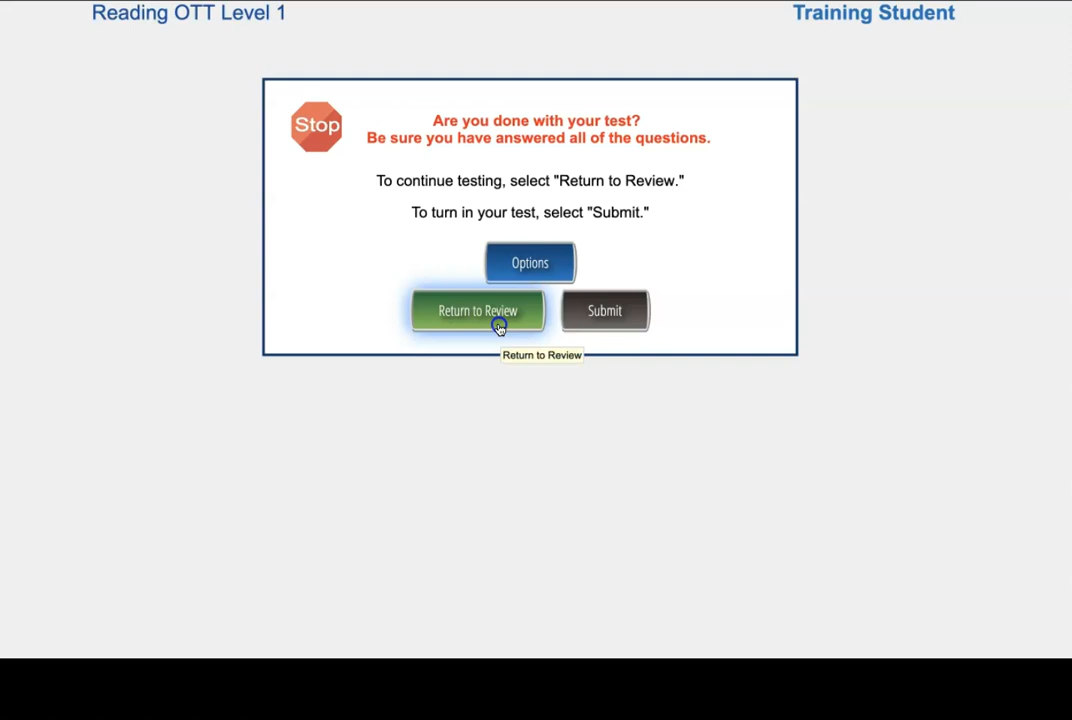 Reading OTT Level 1
Training Student
Stop
Are you done with your test?
Be sure you have answered all of the questions.
To continue testing, select "Return to Review."
To turn in your test, select "Submit."
Options
Return to Review
Submit
Return to Review